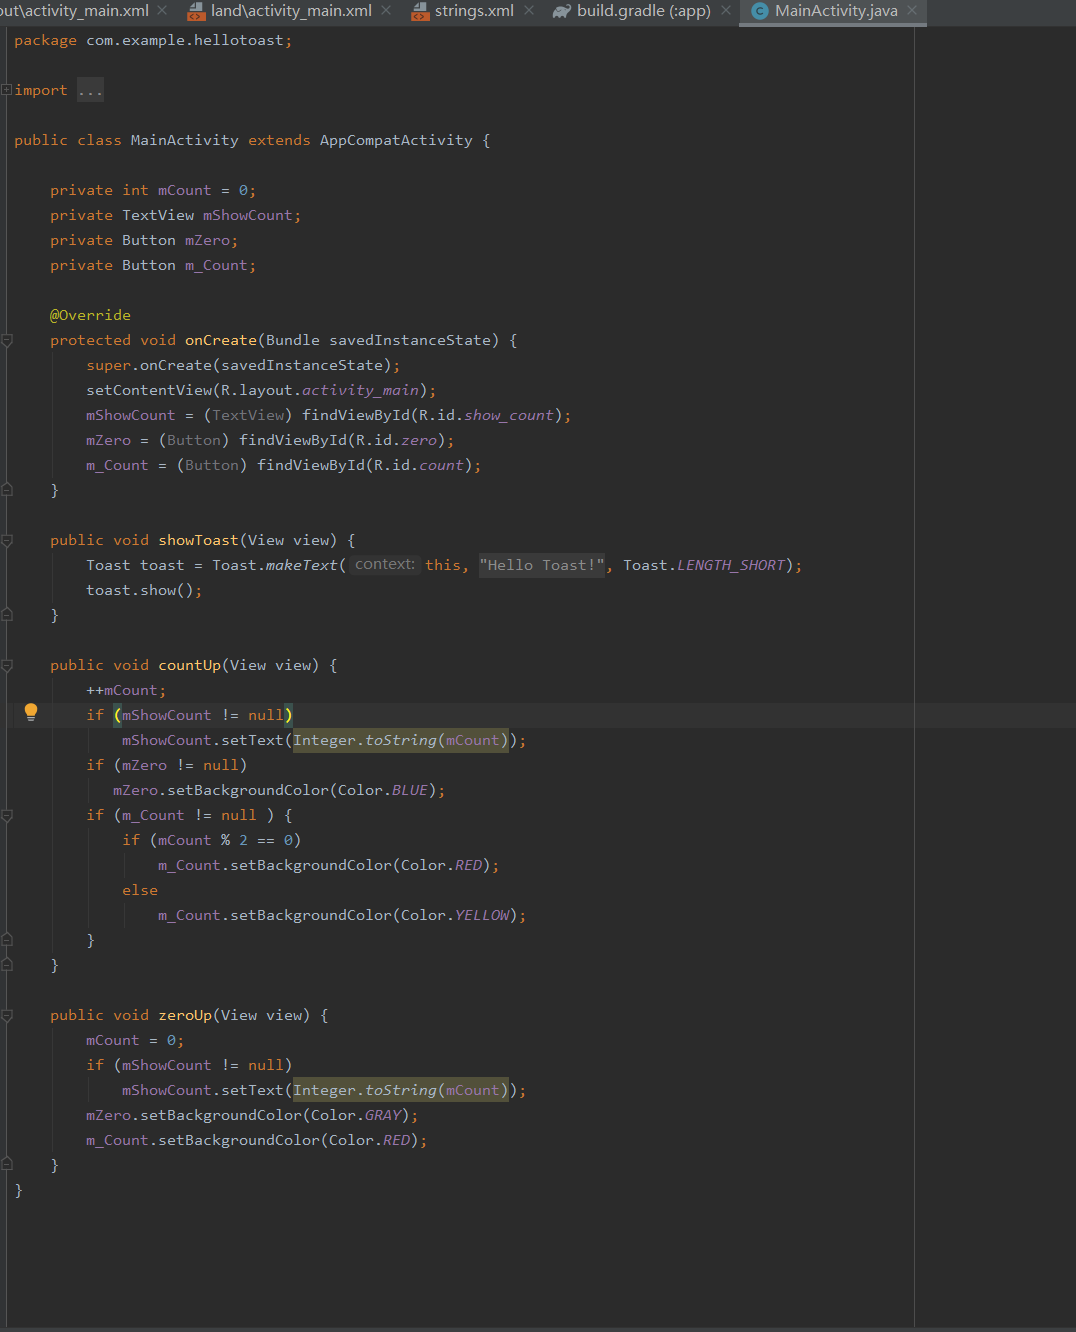 out\activity_main.xml land\activity_main.xml strings.xml build.gradle (:app) MainActivity.java
package com.example.hellotoast;
import ...
public class MainActivity extends AppCompatActivity {
private int mCount = 0;
private TextView mShowCount;
private Button mZero;
private Button m_Count;
@Override
protected void onCreate(Bundle savedInstanceState) {
super.onCreate(savedInstanceState);
setContentView(R.layout.activity_main);
mShowCount = (TextView) findViewById(R.id.show_count);
mZero = (Button) findViewById(R.id.zero);
m_Count = (Button) findViewById(R.id.count);
}
public void showToast(View view) {
Toast toast = Toast.makeText( context: this, "Hello Toast!", Toast.LENGTH_SHORT);
toast.show();
}
public void countUp(View view) {
++mCount;
if (mShowCount != null)
mShowCount.setText(Integer.toString(mCount));
if (mZero != null)
mZero.setBackgroundColor(Color.BLUE);
if (m_Count != null ) {
if (mCount % 2 == 0)
m_Count.setBackgroundColor(Color.RED);
else
m_Count.setBackgroundColor(Color.YELLOW);
}
}
public void zeroUp(View view) {
mCount = 0;
if (mShowCount != null)
mShowCount.setText(Integer.toString(mCount));
mZero.setBackgroundColor(Color.GRAY);
m_Count.setBackgroundColor(Color.RED);
}
}